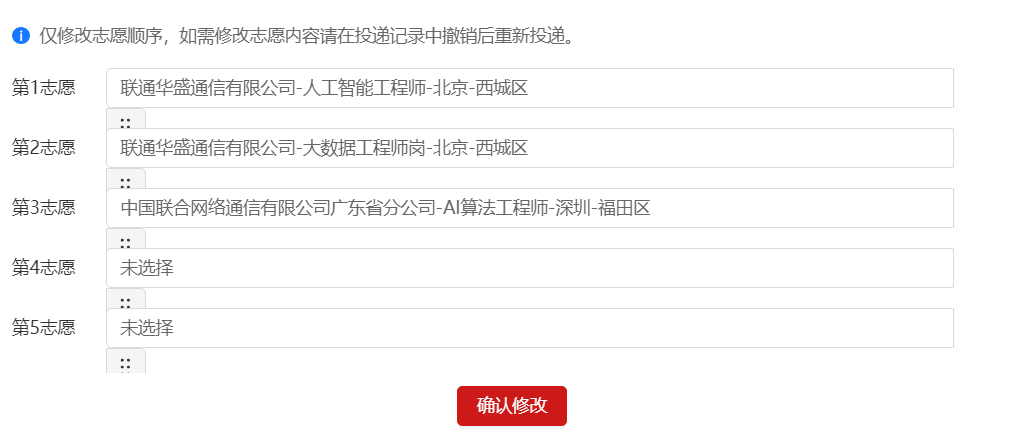 仅修改志愿顺序，如需修改志愿内容请在投递记录中撤销后重新投递。
第1志愿 联通华盛通信有限公司-人工智能工程师-北京-西城区
第2志愿 联通华盛通信有限公司-大数据工程师岗-北京-西城区
第3志愿 中国联合网络通信有限公司广东省分公司-AI算法工程师-深圳-福田区
第4志愿 未选择
第5志愿 未选择
确认修改